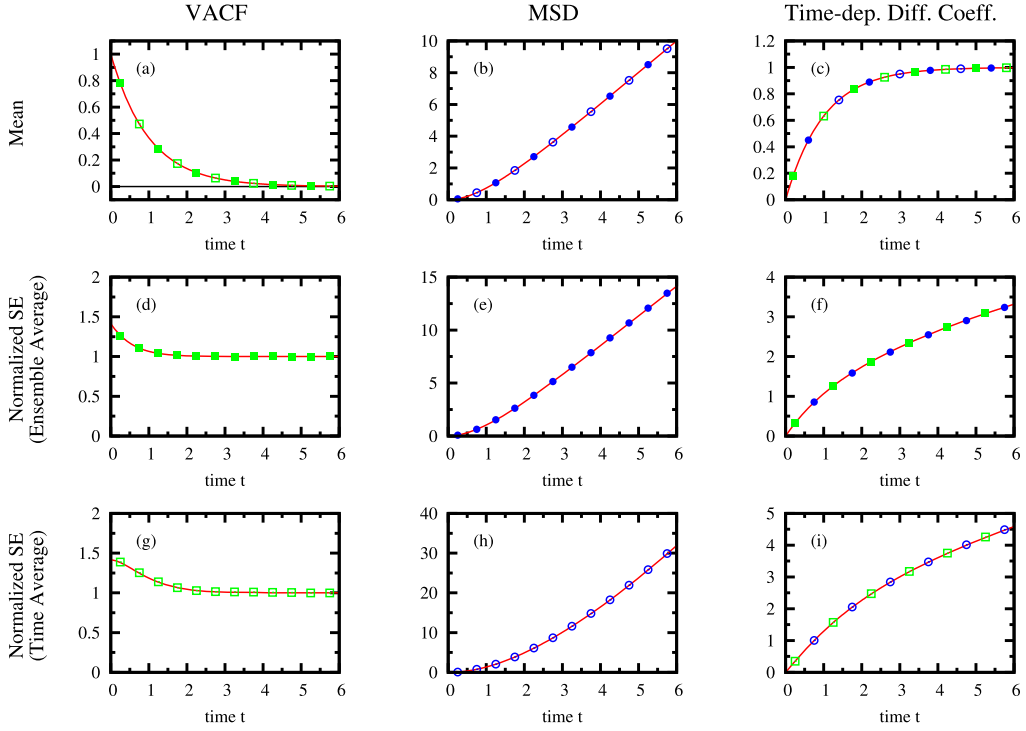 VACF
MSD
Time-dep. Diff. Coeff.
Mean
(a)
1
0.8
0.6
0.4
0.2
0
0 1 2 3 4 5 6
time t
(b)
10
8
6
4
2
0
0 1 2 3 4 5 6
time t
(c)
1.2
1
0.8
0.6
0.4
0.2
0
0 1 2 3 4 5 6
time t
Normalized SE
(Ensemble Average)
(d)
2
1.5
1
0.5
0
0 1 2 3 4 5 6
time t
(e)
15
10
5
0
0 1 2 3 4 5 6
time t
(f)
4
3
2
1
0
0 1 2 3 4 5 6
time t
Normalized SE
(Time Average)
(g)
2
1.5
1
0.5
0
0 1 2 3 4 5 6
time t
(h)
40
30
20
10
0
0 1 2 3 4 5 6
time t
(i)
5
4
3
2
1
0
0 1 2 3 4 5 6
time t